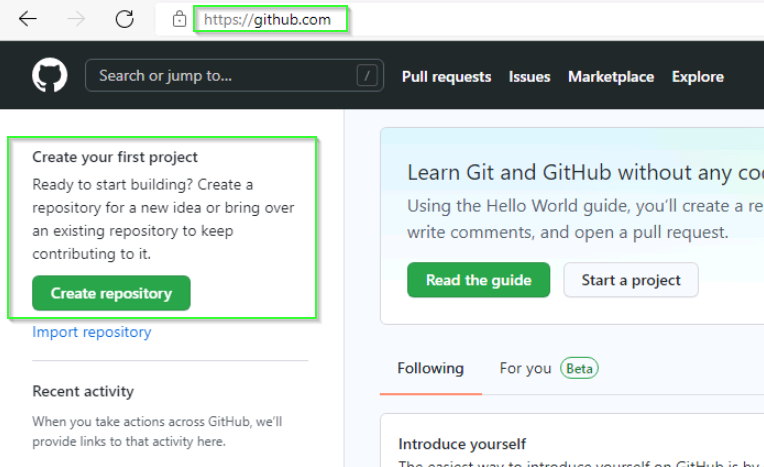 https://github.com
Search or jump to...
/
Pull requests
Issues
Marketplace
Explore
Create your first project
Ready to start building? Create a
repository for a new idea or bring over
an existing repository to keep
contributing to it.
Create repository
Import repository
Recent activity
When you take actions across GitHub, we'll
provide links to that activity here.
Learn Git and GitHub without any
Using the Hello World guide, you'll create a
write comments, and open a pull request.
Read the guide
Start a project
Following
For you Beta
Introduce yourself
The easiest way to introduce yourself on GitHub is by